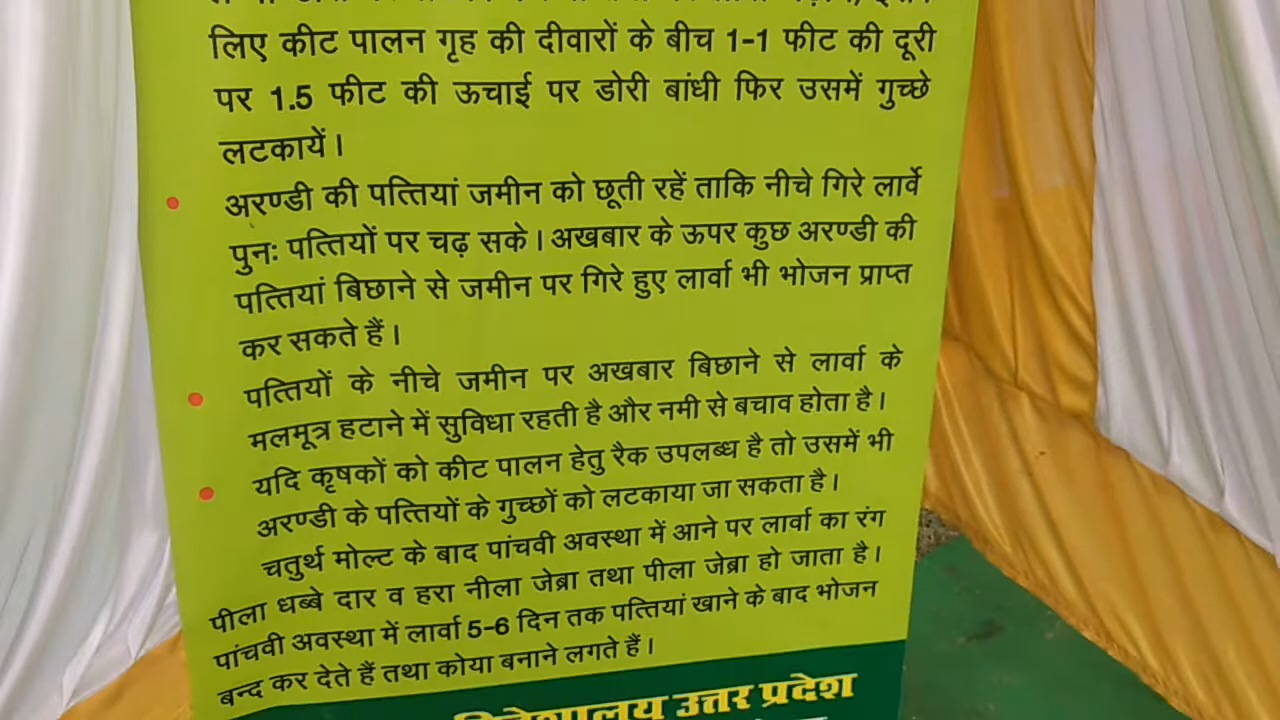 लिए कीट पालन गृह की दीवारों के बीच 1-1 फीट की दूरी
पर 1.5 फीट की ऊचाई पर डोरी बांधी फिर उसमें गुच्छे
लटकायें।
• अरण्डी की पत्तियां जमीन को छूती रहें ताकि नीचे गिरे लार्वे
पुनः पत्तियों पर चढ़ सके। अखबार के ऊपर कुछ अरण्डी की
पत्तियां बिछाने से जमीन पर गिरे हुए लार्वा भी भोजन प्राप्त
कर सकते हैं।
• पत्तियों के नीचे जमीन पर अखबार बिछाने से लार्वा के
मलमूत्र हटाने में सुविधा रहती है और नमी से बचाव होता है।
• यदि कृषकों को कीट पालन हेतु रैक उपलब्ध है तो उसमें भी
अरण्डी के पत्तियों के गुच्छों को लटकाया जा सकता है।
चतुर्थ मोल्ट के बाद पांचवी अवस्था में आने पर लार्वा का रंग
पीला धब्बे दार व हरा नीला जेब्रा तथा पीला जेब्रा हो जाता है।
पांचवी अवस्था में लार्वा 5-6 दिन तक पत्तियां खाने के बाद भोजन
बन्द कर देते हैं तथा कोया बनाने लगते हैं।
उत्तर प्रदेश